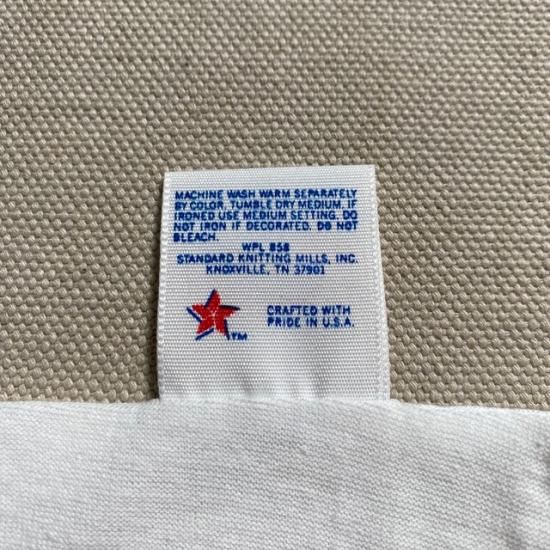 MACHINE WASH WARM SEPARATELY
BY COLOR. TUMBLE DRY MEDIUM. IF
IRONED USE MEDIUM SETTING. DO
NOT IRON IF DECORATED. DO NOT
BLEACH.
WPL 858
STANDARD KNITTING MILLS, INC.
KNOXVILLE, TN 37901
TM
CRAFTED WITH
PRIDE IN U.S.A.